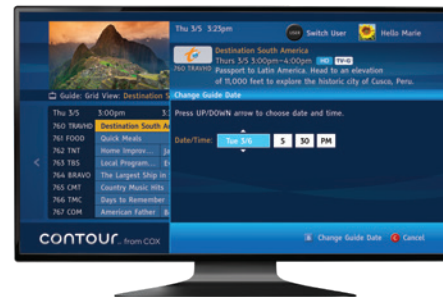 Thu 3/5 3:23pm
Switch User
Hello Marie
Destination South America
Thurs 3/5 3:00pm-4:00pm HD TV-G
760 TRAVHD
Passport to Latin America. Head to an elevation
of 11,000 feet to explore the historic city of Cusco, Peru.
Guide: Grid View: Destination S
Change Guide Date
Thu 3/5 3:00pm 3:
Press UP/DOWN arrow to choose date and time.
760 TRAVHD Destination South Am
761 FOOD Quick Meals
Date/Time: Tue 3/6 5 30 PM
762 TNT Home Improv...
763 TBS Local Program...
764 BRAVO The Largest Ship in
765 CMT Country Music Hits
766 TMC Days to Remember
767 COM American Father
contour from COX
Change Guide Date
C Cancel